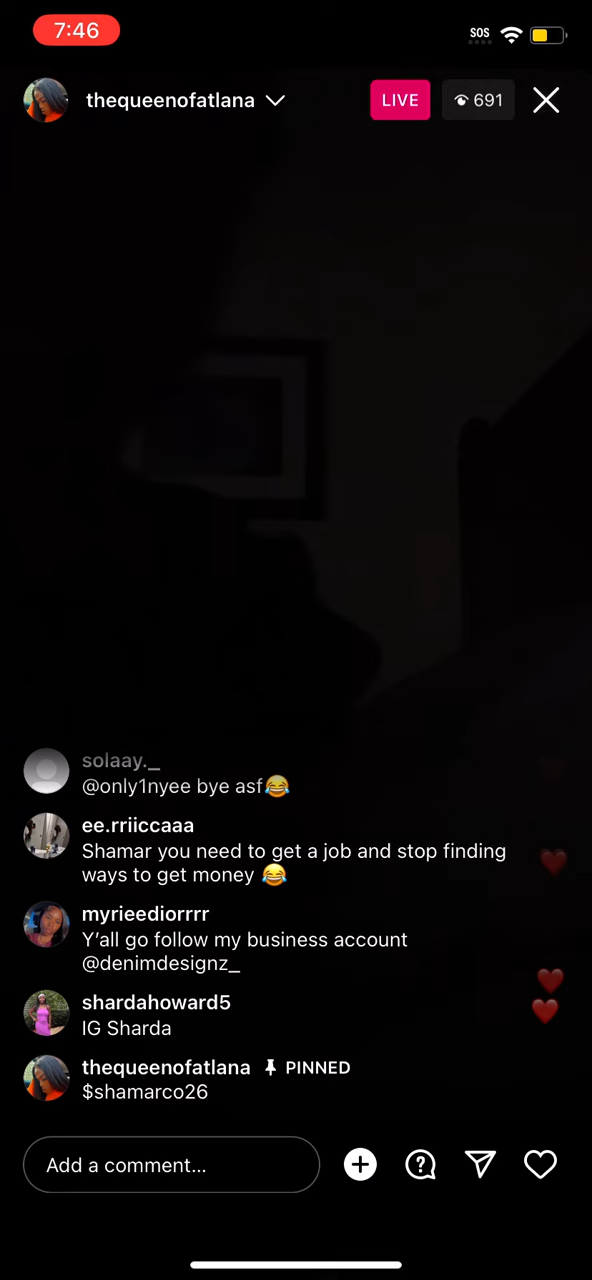 7:46
SOS
thequeenofatlana
LIVE
691
solaay._
@only1nyee bye asf😂
ee.rriiccaaa
Shamar you need to get a job and stop finding
ways to get money 😂
myrieediorrrr
Y'all go follow my business account
@denimdesignz_
shardahoward5
IG Sharda
thequeenofatlana PINNED
$shamarco26
Add a comment...